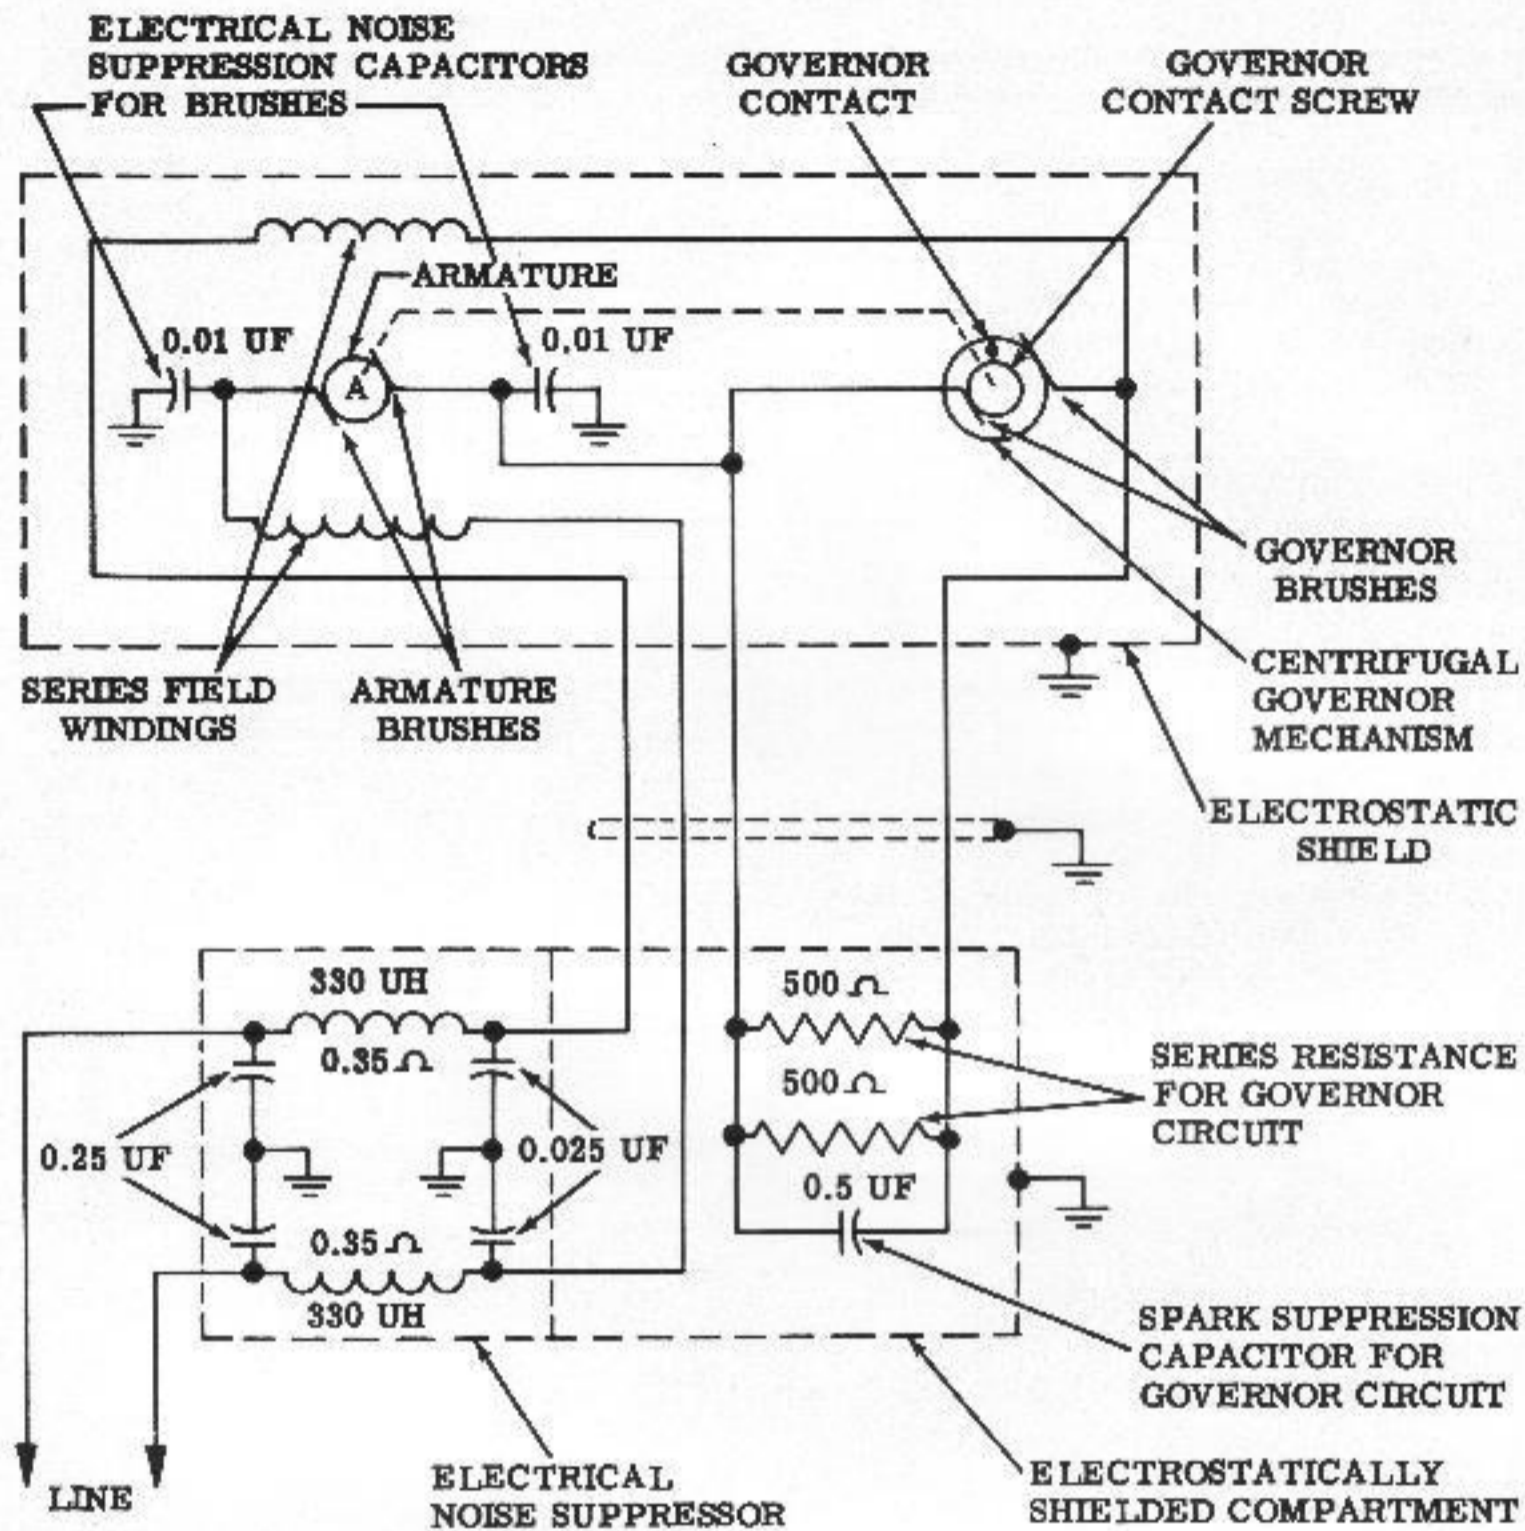 ELECTRICAL NOISE
SUPPRESSION CAPACITORS
FOR BRUSHES
GOVERNOR
CONTACT
GOVERNOR
CONTACT SCREW
ARMATURE
0.01 UF
0.01 UF
A
GOVERNOR
BRUSHES
SERIES FIELD
WINDINGS
ARMATURE
BRUSHES
CENTRIFUGAL
GOVERNOR
MECHANISM
ELECTROSTATIC
SHIELD
330 UH
0.35 Ω
500 Ω
500 Ω
SERIES RESISTANCE
FOR GOVERNOR
CIRCUIT
0.25 UF
0.025 UF
0.5 UF
0.35 Ω
330 UH
SPARK SUPPRESSION
CAPACITOR FOR
GOVERNOR CIRCUIT
LINE
ELECTRICAL
NOISE SUPPRESSOR
ELECTROSTATICALLY
SHIELDED COMPARTMENT